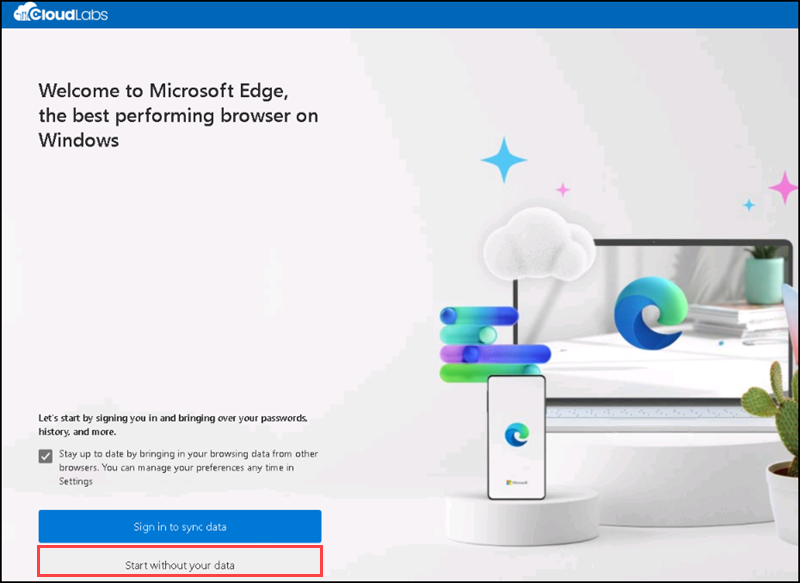 CloudLabs
Welcome to Microsoft Edge,
the best performing browser on
Windows
Let's start by signing you in and bringing over your passwords,
history, and more.
Stay up to date by bringing in your browsing data from other
browsers. You can manage your preferences any time in
Settings
Sign in to sync data
Start without your data
Microsoft